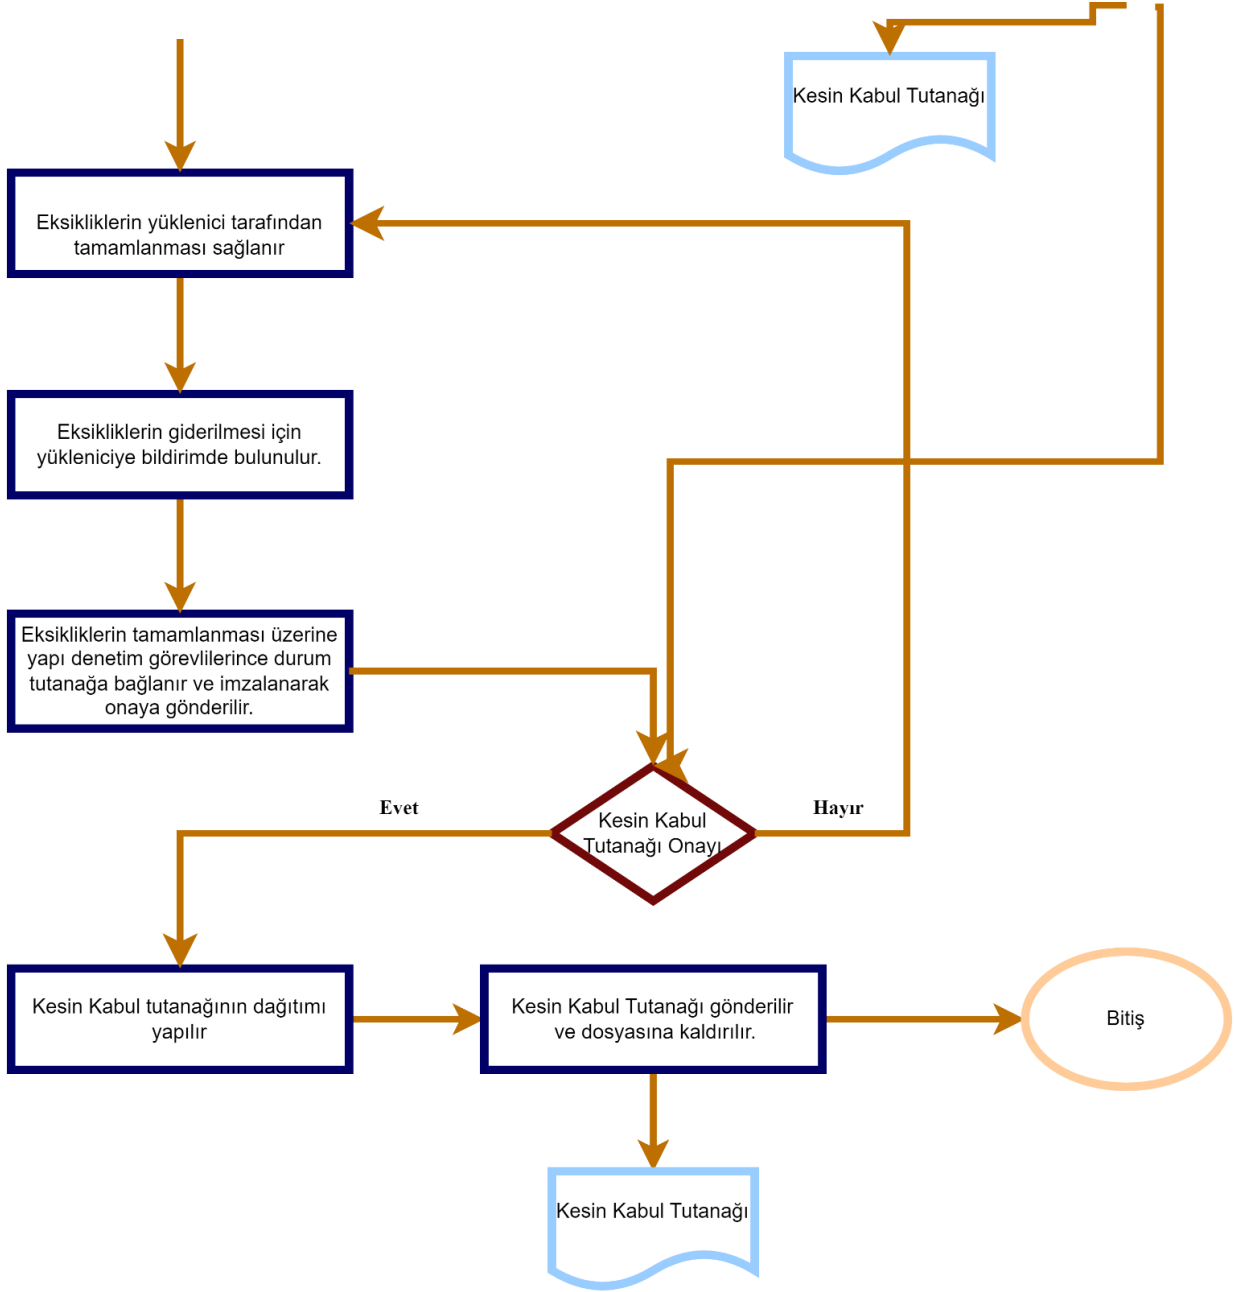 Kesin Kabul Tutanağı
Eksikliklerin yüklenici tarafından
tamamlanması sağlanır
Eksikliklerin giderilmesi için
yükleniciye bildirimde bulunulur.
Eksikliklerin tamamlanması üzerine
yapı denetim görevlilerince durum
tutanağa bağlanır ve imzalanarak
onaya gönderilir.
Evet
Hayır
Kesin Kabul
Tutanağı Onayı
Kesin Kabul tutanağının dağıtımı
yapılır
Kesin Kabul Tutanağı gönderilir
ve dosyasına kaldırılır.
Bitiş
Kesin Kabul Tutanağı